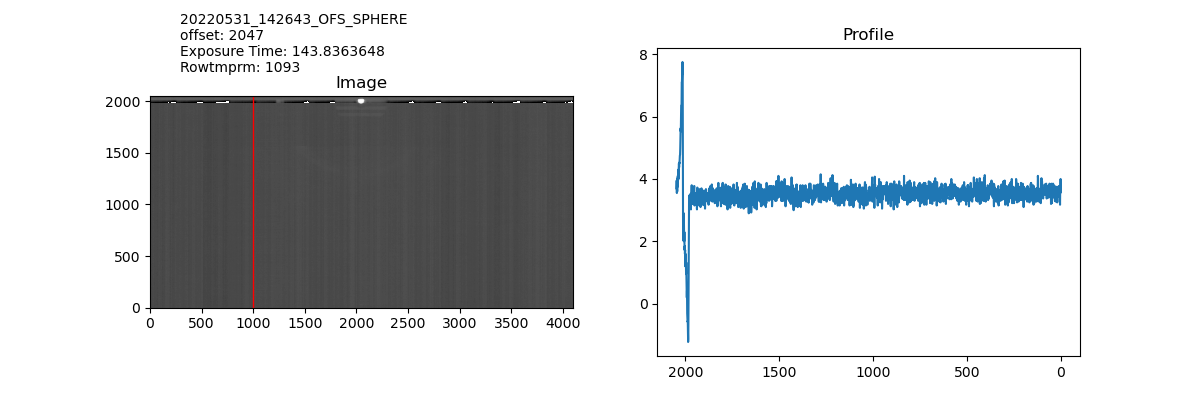 20220531_142643_OFS_SPHERE
offset: 2047
Exposure Time: 143.8363648
Rowtmprm: 1093
Image
2000
1500
1000
500
0
0 500 1000 1500 2000 2500 3000 3500 4000
Profile
8
6
4
2
0
2000 1500 1000 500 0